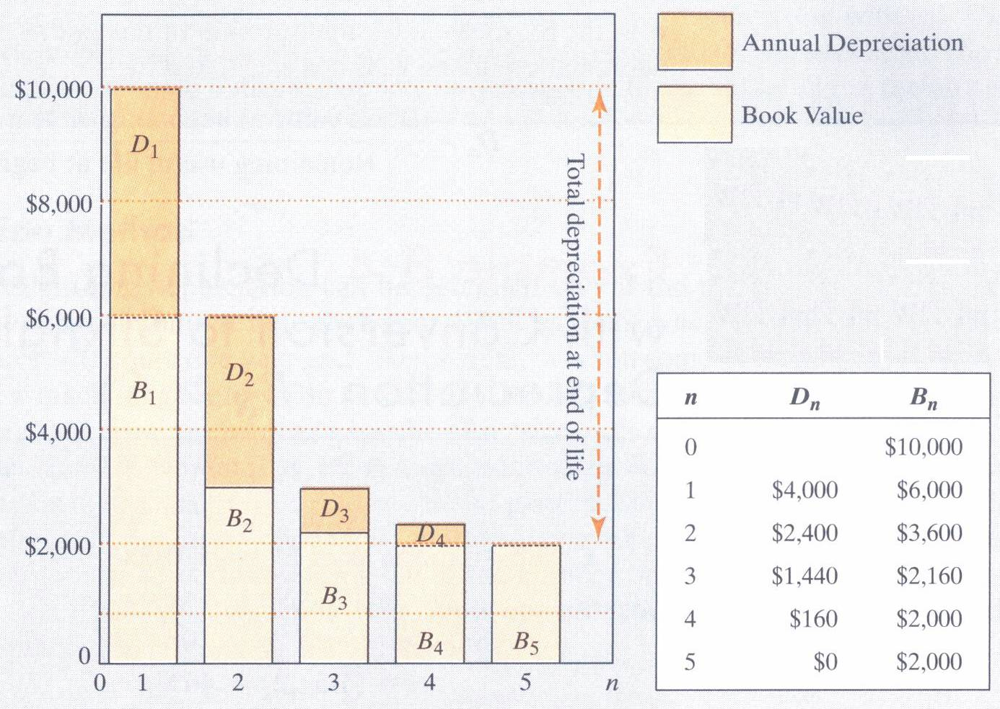 Annual Depreciation
Book Value
$10,000
$8,000
$6,000
$4,000
$2,000
0
D1
B1
D2
B2
D3
B3
D4
B4
B5
Total depreciation at end of life
0 1 2 3 4 5 n
n Dn Bn
0 $10,000
1 $4,000 $6,000
2 $2,400 $3,600
3 $1,440 $2,160
4 $160 $2,000
5 $0 $2,000